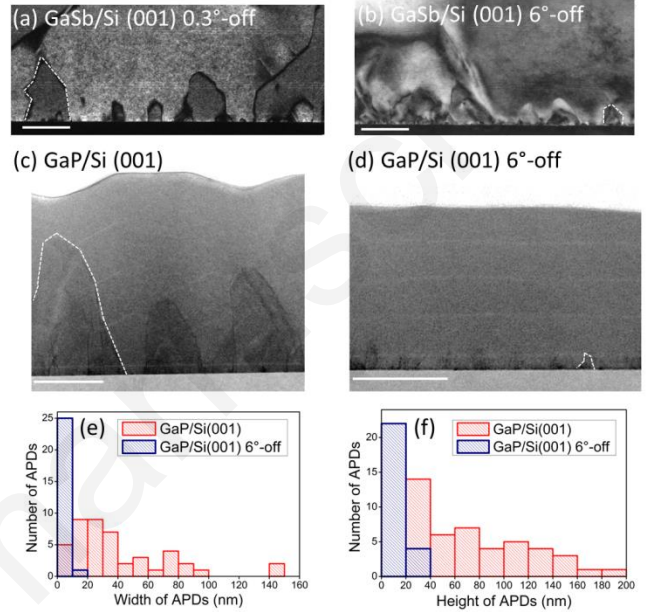 (a) GaSb/Si (001) 0.3°-off
(b) GaSb/Si (001) 6°-off
(c) GaP/Si (001)
(d) GaP/Si (001) 6°-off
(e)
GaP/Si(001)
GaP/Si(001) 6°-off
25
20
15
10
5
0
Number of APDs
0 20 40 60 80 100 120 140 160
Width of APDs (nm)
(f)
GaP/Si(001)
GaP/Si(001) 6°-off
20
15
10
5
0
Number of APDs
0 20 40 60 80 100 120 140 160 180 200
Height of APDs (nm)